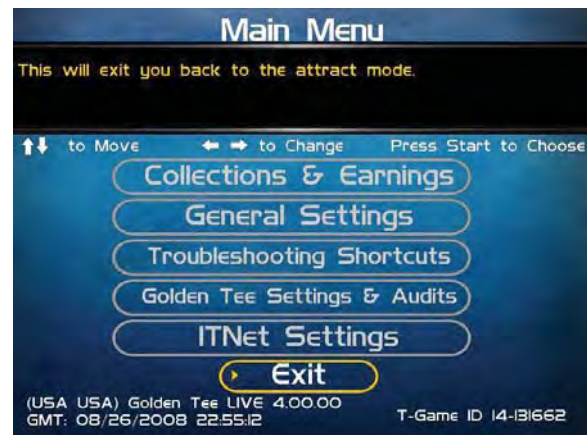 Main Menu
This will exit you back to the attract mode.
to Move to Change Press Start to Choose
Collections & Earnings
General Settings
Troubleshooting Shortcuts
Golden Tee Settings & Audits
ITNet Settings
Exit
(USA USA) Golden Tee LIVE 4.00.00
GMT: 08/26/2008 22:55:12
T-Game ID 14-131662